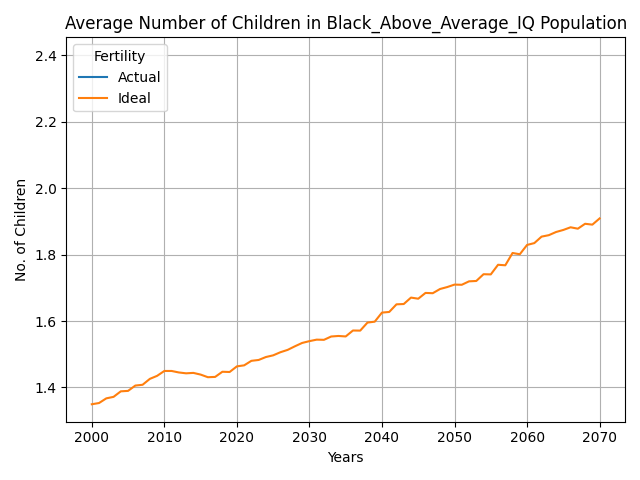 Average Number of Children in Black_Above_Average_IQ Population
Fertility
Actual
Ideal
No. of Children
2.4
2.2
2.0
1.8
1.6
1.4
2000 2010 2020 2030 2040 2050 2060 2070
Years